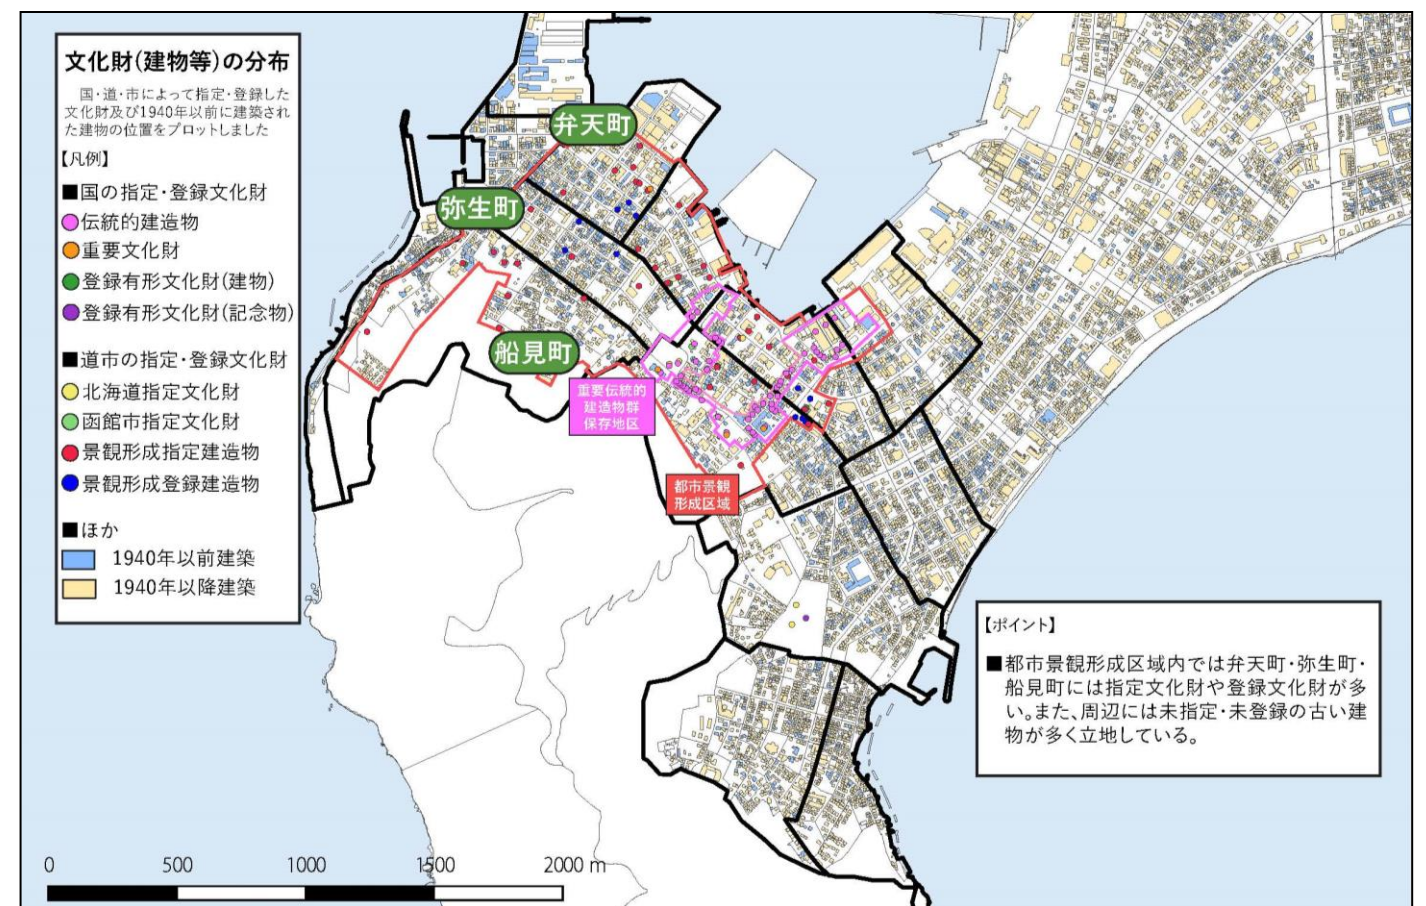 文化財(建物等)の分布
国・道・市によって指定・登録した
文化財及び1940年以前に建築され
た建物の位置をプロットしました
【凡例】
■国の指定・登録文化財
伝統的建造物
重要文化財
登録有形文化財(建物)
登録有形文化財(記念物)
■道市の指定・登録文化財
北海道指定文化財
函館市指定文化財
景観形成指定建造物
景観形成登録建造物
■ほか
1940年以前建築
1940年以降建築
弁天町
弥生町
船見町
重要伝統的
建造物群
保存地区
都市景観
形成区域
【ポイント】
■都市景観形成区域内では弁天町・弥生町・
船見町には指定文化財や登録文化財が多
い。また、周辺には未指定・未登録の古い建
物が多く立地している。
0 500 1000 1500 2000 m